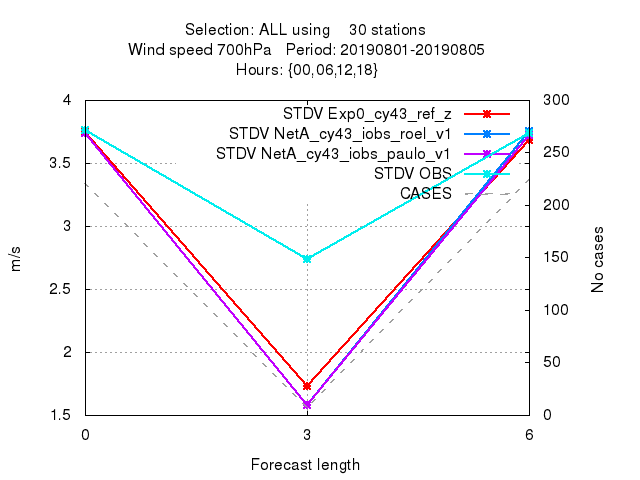 Selection: ALL using 30 stations
Wind speed 700hPa Period: 20190801-20190805
Hours: {00,06,12,18}
4
3.5
3
2.5
2
1.5
m/s
STDV Exp0_cy43_ref_z
STDV NetA_cy43_iobs_roel_v1
STDV NetA_cy43_iobs_paulo_v1
STDV OBS
CASES
300
250
200
150
100
50
0
No cases
0 3 6
Forecast length